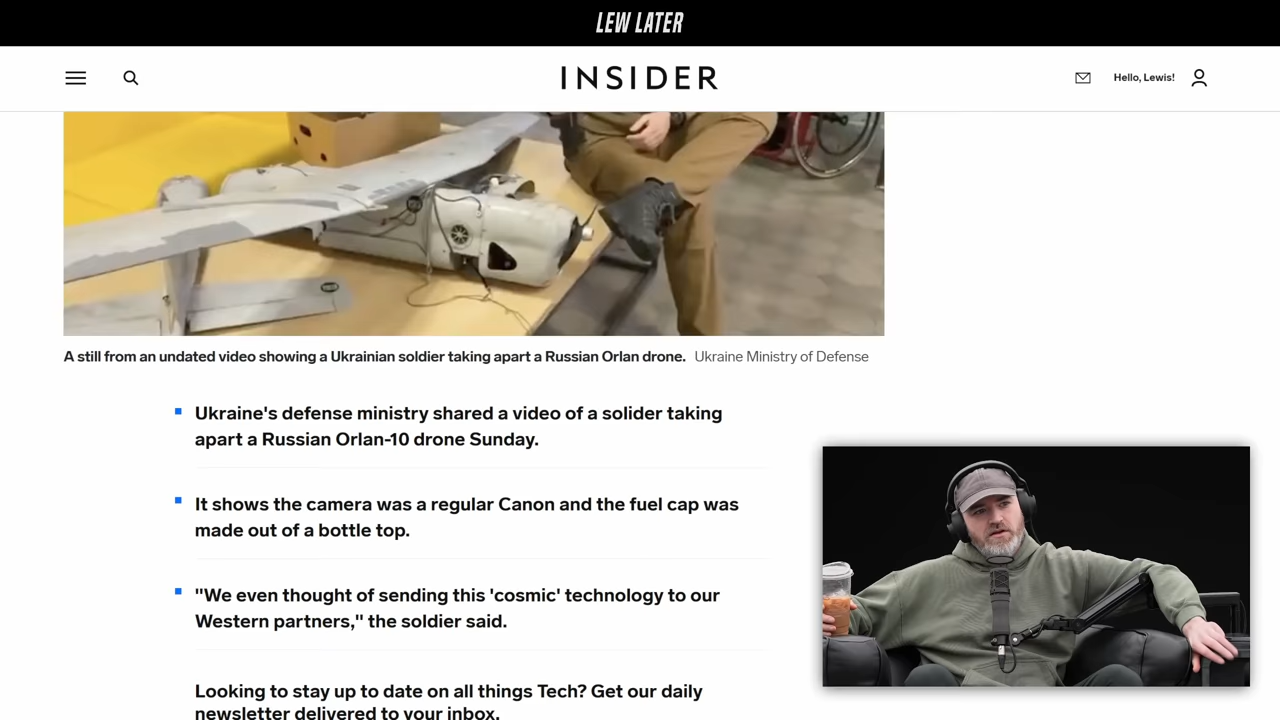 LEW LATER
INSIDER
Hello, Lewis!
A still from an undated video showing a Ukrainian soldier taking apart a Russian Orlan drone. Ukraine Ministry of Defense
Ukraine's defense ministry shared a video of a solider taking
apart a Russian Orlan-10 drone Sunday.
It shows the camera was a regular Canon and the fuel cap was
made out of a bottle top.
"We even thought of sending this 'cosmic' technology to our
Western partners," the soldier said.
Looking to stay up to date on all things Tech? Get our daily
newsletter delivered to your inbox.